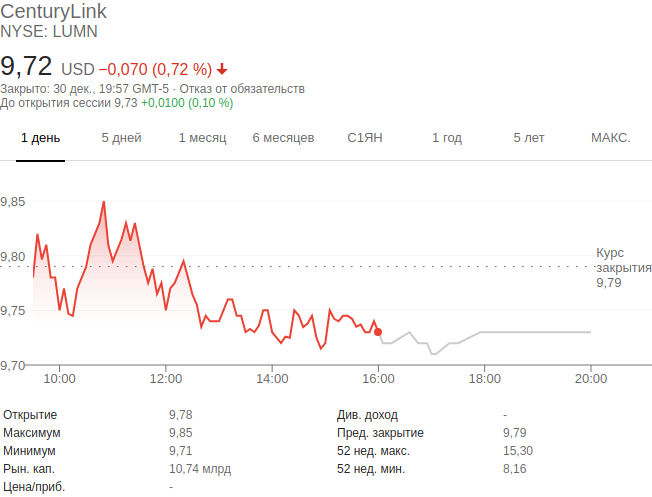 CenturyLink
NYSE: LUMN
9,72 USD −0,070 (0,72 %)
Закрыто: 30 дек., 19:57 GMT-5 · Отказ от обязательств
До открытия сессии 9,73 +0,0100 (0,10 %)
1 день 5 дней 1 месяц 6 месяцев С1ЯН 1 год 5 лет МАКС.
9,85
9,80
Курс
закрытия
9,79
9,75
9,70
10:00 12:00 14:00 16:00 18:00 20:00
Открытие 9,78 Див. доход -
Максимум 9,85 Пред. закрытие 9,79
Минимум 9,71 52 нед. макс. 15,30
Рын. кап. 10,74 млрд 52 нед. мин. 8,16
Цена/приб. -